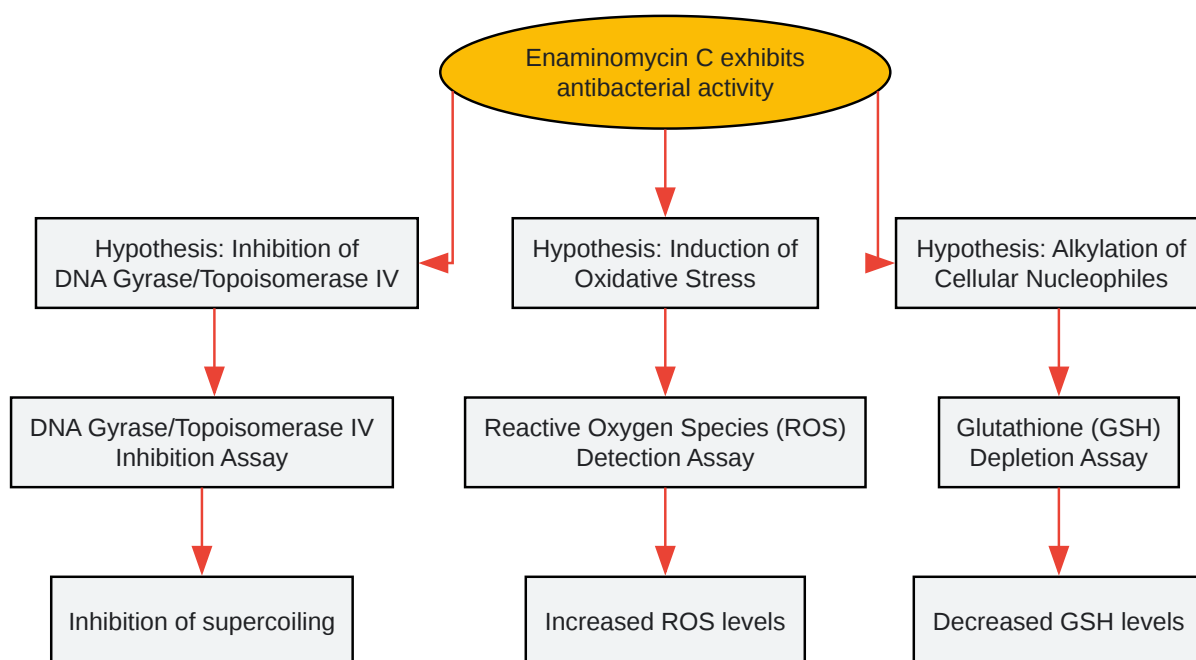 Enaminomycin C exhibits
antibacterial activity
Hypothesis: Inhibition of
DNA Gyrase/Topoisomerase IV
Hypothesis: Induction of
Oxidative Stress
Hypothesis: Alkylation of
Cellular Nucleophiles
DNA Gyrase/Topoisomerase IV
Inhibition Assay
Reactive Oxygen Species (ROS)
Detection Assay
Glutathione (GSH)
Depletion Assay
Inhibition of supercoiling
Increased ROS levels
Decreased GSH levels